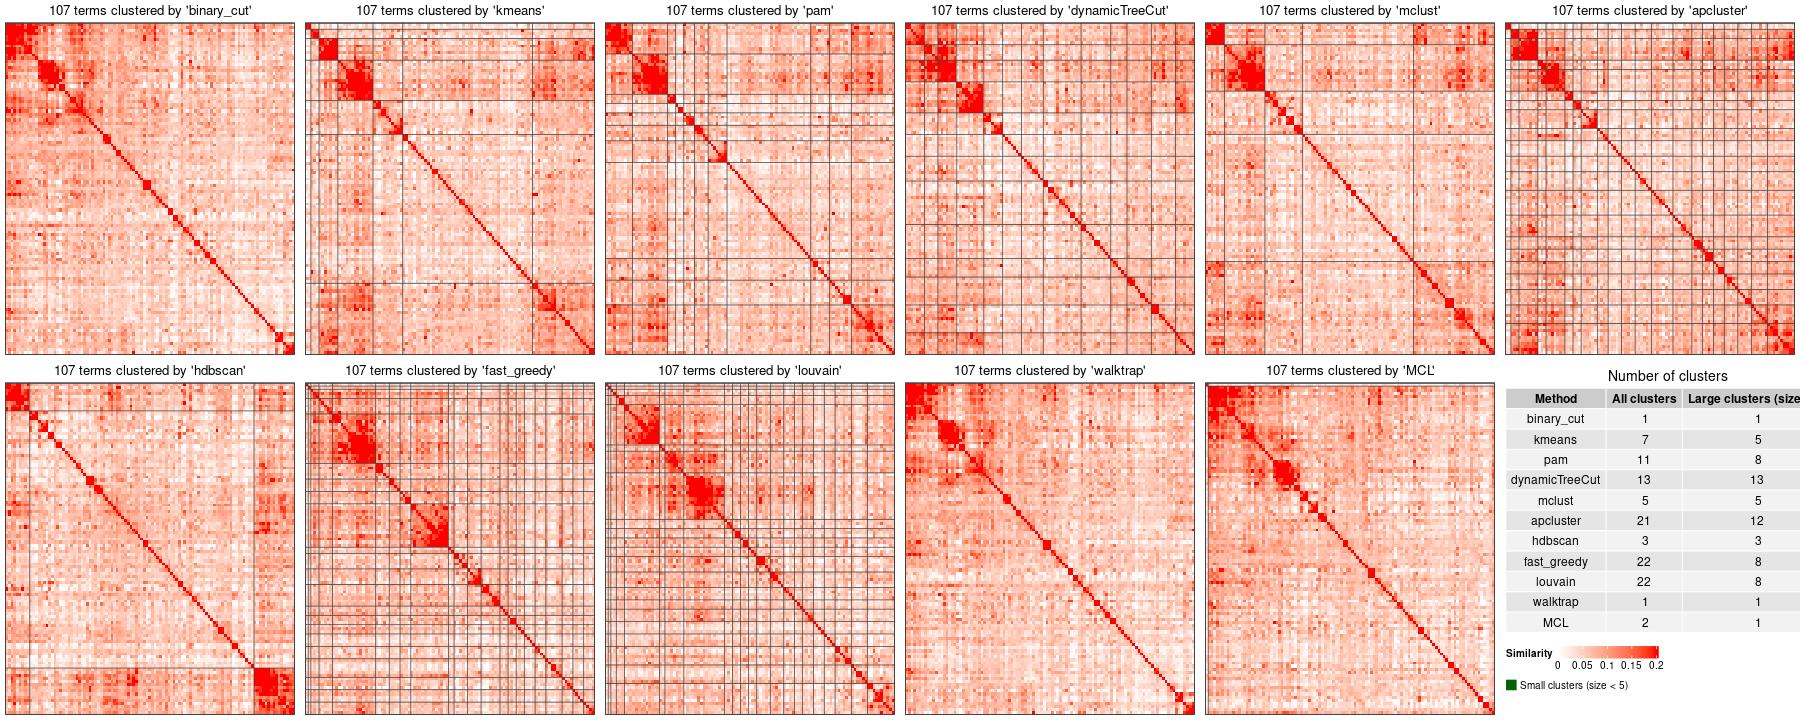 107 terms clustered by 'binary_cut'
107 terms clustered by 'kmeans'
107 terms clustered by 'pam'
107 terms clustered by 'dynamicTreeCut'
107 terms clustered by 'mclust'
107 terms clustered by 'apcluster'
107 terms clustered by 'hdbscan'
107 terms clustered by 'fast_greedy'
107 terms clustered by 'louvain'
107 terms clustered by 'walktrap'
107 terms clustered by 'MCL'
Number of clusters
Method All clusters Large clusters (size
binary_cut 1 1
kmeans 7 5
pam 11 8
dynamicTreeCut 13 13
mclust 5 5
apcluster 21 12
hdbscan 3 3
fast_greedy 22 8
louvain 22 8
walktrap 1 1
MCL 2 1
Similarity
0 0.05 0.1 0.15 0.2
Small clusters (size < 5)